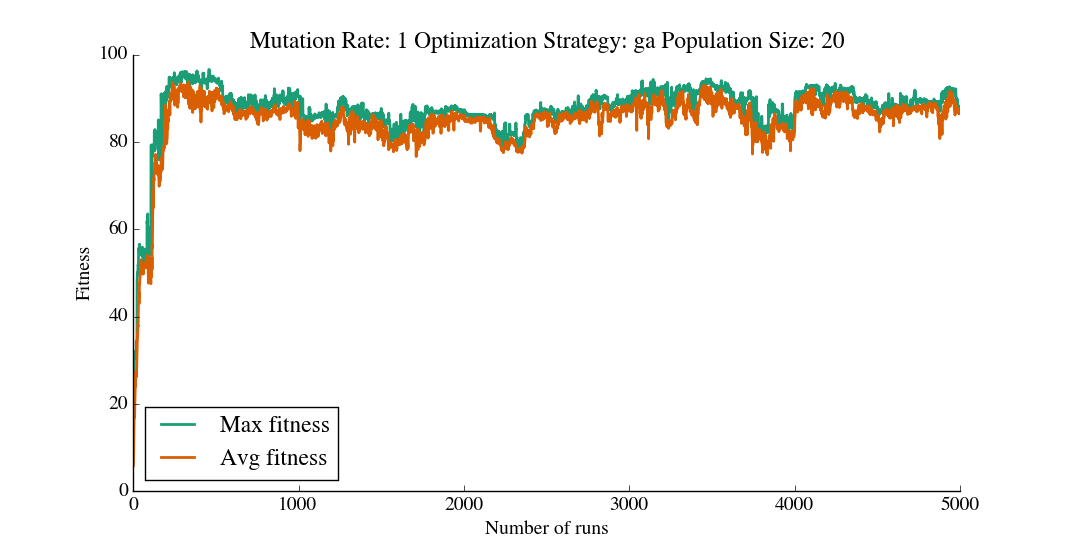 Mutation Rate: 1 Optimization Strategy: ga Population Size: 20
100
80
60
40
20
0
Fitness
Max fitness
Avg fitness
0 1000 2000 3000 4000 5000
Number of runs